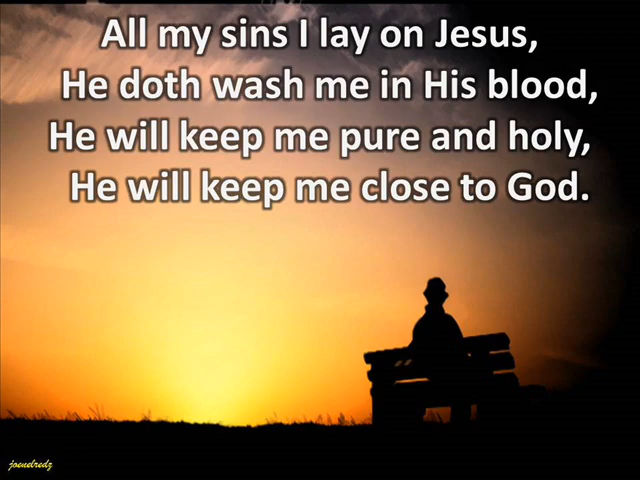 All my sins I lay on Jesus,
He doth wash me in His blood,
He will keep me pure and holy,
He will keep me close to God.
joenelredz